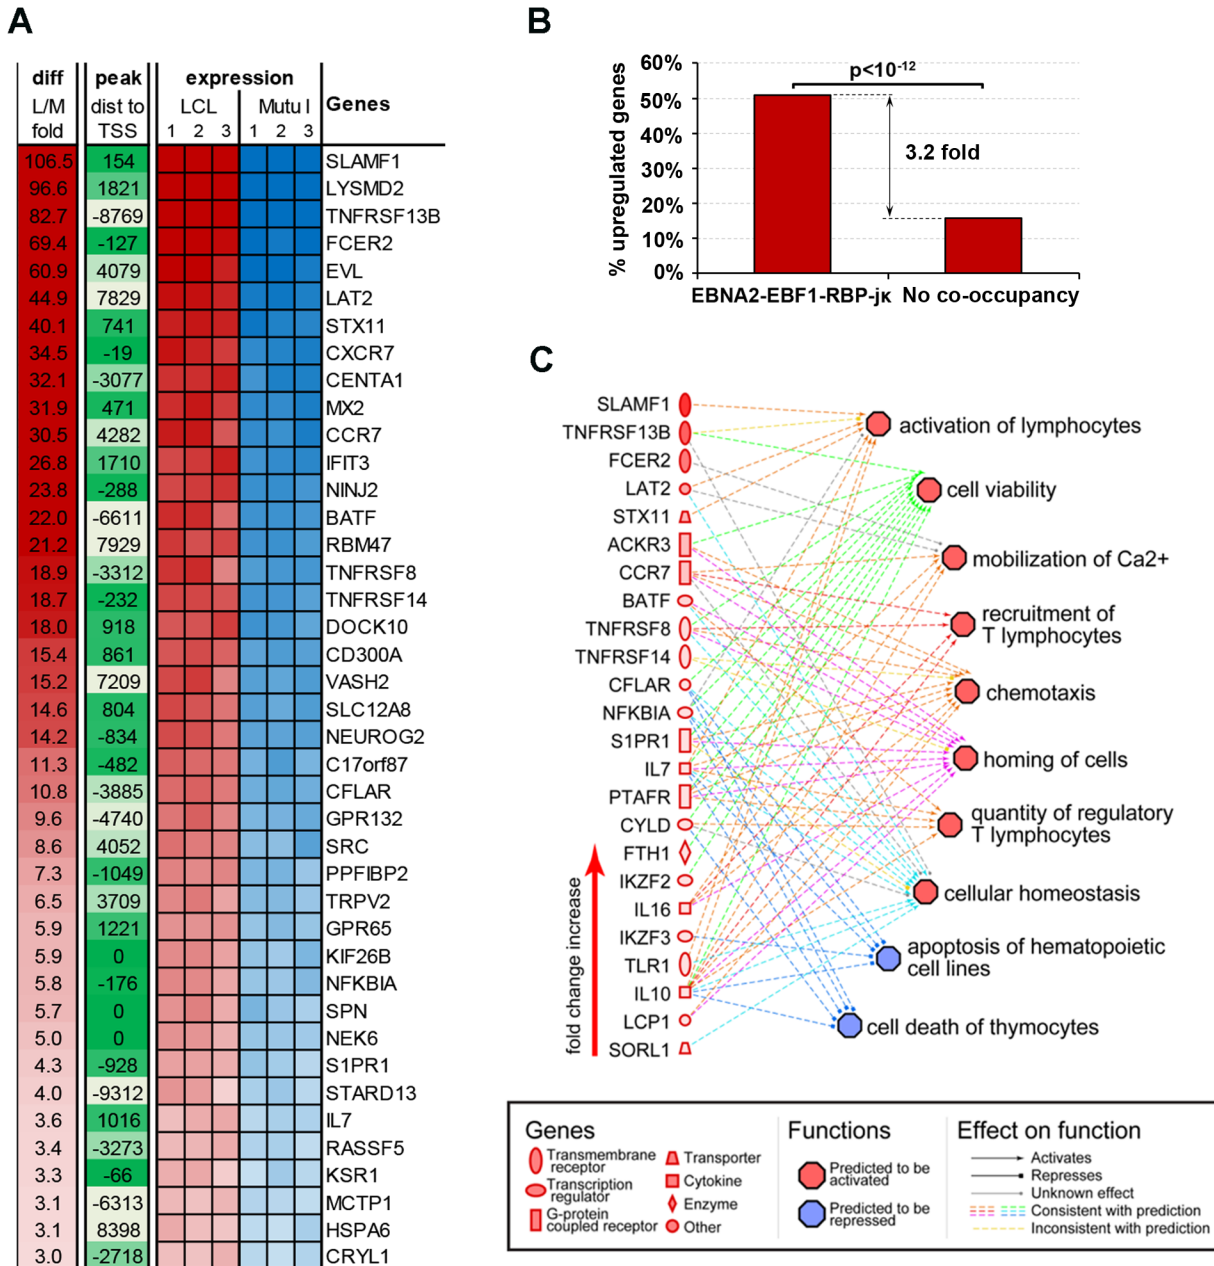 A
diff peak expression
L/M dist to LCL Mutu I Genes
fold TSS 1 2 3 1 2 3
106.5 154 SLAMF1
96.6 1821 LYSMD2
82.7 -8769 TNFRSF13B
69.4 -127 FCER2
60.9 4079 EVL
44.9 7829 LAT2
40.1 741 STX11
34.5 -19 CXCR7
32.1 -3077 CENTA1
31.9 471 MX2
30.5 4282 CCR7
26.8 1710 IFIT3
23.8 -288 NINJ2
22.0 -6611 BATF
21.2 7929 RBM47
18.9 -3312 TNFRSF8
18.7 -232 TNFRSF14
18.0 918 DOCK10
15.4 861 CD300A
15.2 7209 VASH2
14.6 804 SLC12A8
14.2 -834 NEUROG2
11.3 -482 C17orf87
10.8 -3885 CFLAR
9.6 -4740 GPR132
8.6 4052 SRC
7.3 -1049 PPFIBP2
6.5 3709 TRPV2
5.9 1221 GPR65
5.9 0 KIF26B
5.8 -176 NFKBIA
5.7 0 SPN
5.0 0 NEK6
4.3 -928 S1PR1
4.0 -9312 STARD13
3.6 1016 IL7
3.4 -3273 RASSF5
3.3 -66 KSR1
3.1 -6313 MCTP1
3.1 8398 HSPA6
3.0 -2718 CRYL1
B
% upregulated genes
60%
50%
40%
30%
20%
10%
0%
p<10⁻¹²
3.2 fold
EBNA2-EBF1-RBP-jκ No co-occupancy
C
SLAMF1
TNFRSF13B
FCER2
LAT2
STX11
ACKR3
CCR7
BATF
TNFRSF8
TNFRSF14
CFLAR
NFKBIA
S1PR1
IL7
PTAFR
CYLD
FTH1
IKZF2
IL16
IKZF3
TLR1
IL10
LCP1
SORL1
fold change increase
activation of lymphocytes
cell viability
mobilization of Ca2+
recruitment of
T lymphocytes
chemotaxis
homing of cells
quantity of regulatory
T lymphocytes
cellular homeostasis
apoptosis of hematopoietic
cell lines
cell death of thymocytes
Genes
Transmembrane
receptor
Transcription
regulator
G-protein
coupled receptor
Transporter
Cytokine
Enzyme
Other
Functions
Predicted to be
activated
Predicted to be
repressed
Effect on function
Activates
Represses
Unknown effect
Consistent with prediction
Inconsistent with prediction